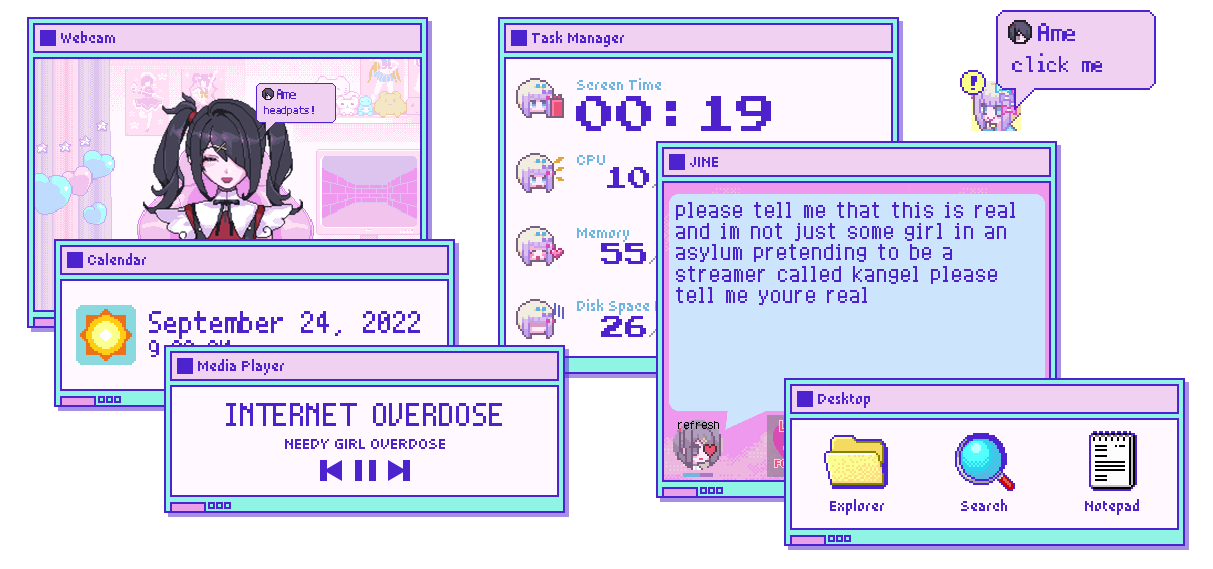 Webcam
Ame
headpats!
Calendar
September 24, 2022
Media Player
INTERNET OVERDOSE
NEEDY GIRL OVERDOSE
Task Manager
Screen Time
00:19
CPU
10
Memory
55
Disk Space
26
Ame
click me
JINE
please tell me that this is real
and im not just some girl in an
asylum pretending to be a
streamer called kangel please
tell me youre real
refresh
Desktop
Explorer
Search
Notepad